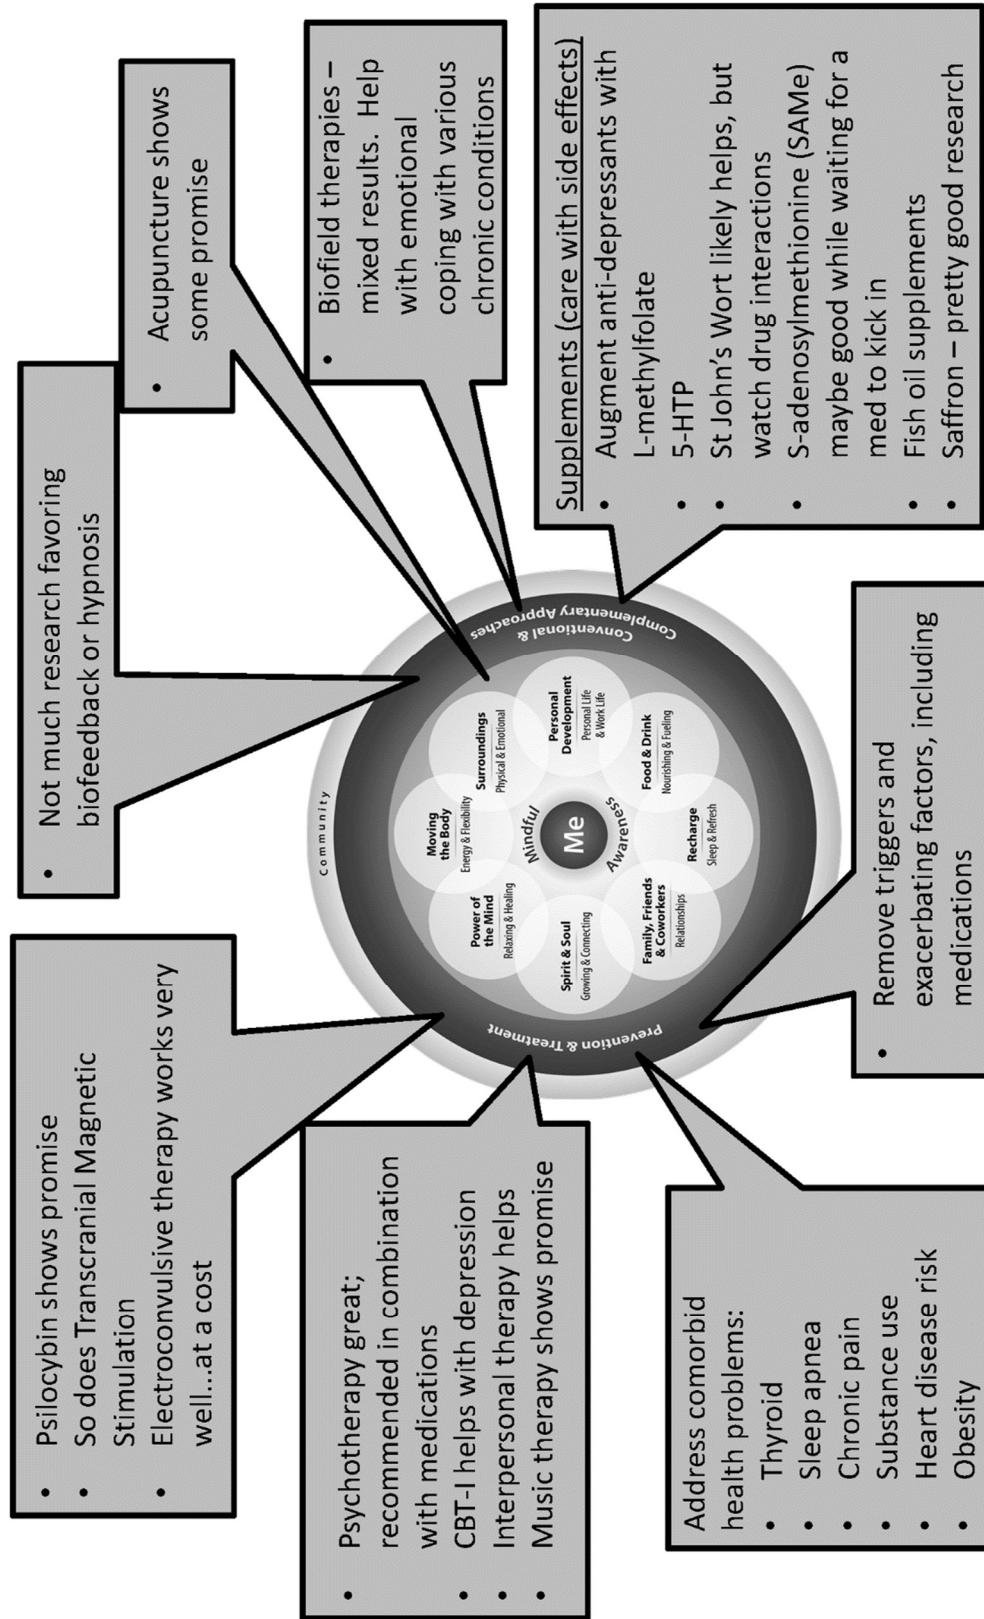 • Psilocybin shows promise
• So does Transcranial Magnetic
Stimulation
• Electroconvulsive therapy works very
well...at a cost
• Not much research favoring
biofeedback or hypnosis
• Acupuncture shows
some promise
• Biofield therapies –
mixed results. Help
with emotional
coping with various
chronic conditions
Supplements (care with side effects)
• Augment anti-depressants with
L-methylfolate
• 5-HTP
• St John's Wort likely helps, but
watch drug interactions
• S-adenosylmethionine (SAMe)
maybe good while waiting for a
med to kick in
• Fish oil supplements
• Saffron – pretty good research
• Remove triggers and
exacerbating factors, including
medications
Address comorbid
health problems:
• Thyroid
• Sleep apnea
• Chronic pain
• Substance use
• Heart disease risk
• Obesity
• Psychotherapy great;
recommended in combination
with medications
• CBT-I helps with depression
• Interpersonal therapy helps
• Music therapy shows promise
Community
Prevention & Treatment
Conventional &
Complementary Approaches
Moving
the Body
Energy & Flexibility
Surroundings
Physical & Emotional
Personal
Development
Personal Life
& Work Life
Food & Drink
Nourishing & Fueling
Recharge
Sleep & Refresh
Family, Friends
& Coworkers
Relationships
Spirit & Soul
Growing & Connecting
Power of
the Mind
Relaxing & Healing
Mindful
Awareness
Me